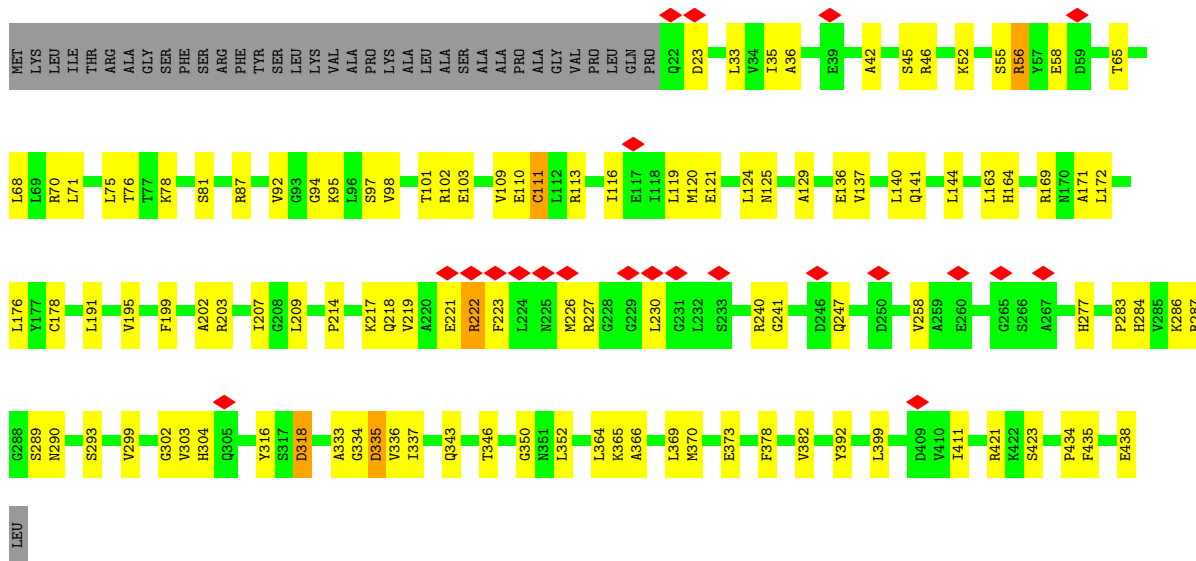 MET LYS LEU ILE THR ARG ALA GLY SER PHE SER ARG PHE TYR SER LEU LYS VAL ALA PRO LYS ALA LEU ALA SER ALA ALA PRO ALA GLY VAL PRO LEU GLN PRO Q22 D23 L33 V34 I35 A36 E39 A42 S45 R46 K52 S55 R56 Y57 E58 D59 T65
L68 L69 R70 L71 L75 T76 T77 K78 S81 R87 V92 G93 G94 K95 L96 S97 V98 T101 R102 E103 V109 E110 C111 L112 R113 I116 E117 I118 L119 M120 E121 L124 N125 A129 E136 V137 L140 Q141 L144 L163 H164 R169 N170 A171 L172
L176 Y177 C178 L191 V195 F199 A202 R203 I207 G208 L209 P214 K217 Q218 V219 A220 E221 R222 F223 L224 N225 M226 R227 G228 G229 L230 G231 L232 S233 R240 G241 D246 Q247 D250 V258 A259 E260 G265 S266 A267 H277 P283 H284 V285 K286 R287
G288 S289 N290 S293 V299 G302 V303 H304 Q305 Y316 S317 D318 A333 G334 D335 V336 I337 Q343 T346 G350 N351 L352 L364 K365 A366 L369 M370 E373 F378 V382 Y392 L399 D409 V410 I411 R421 K422 S423 P434 F435 E438
LEU